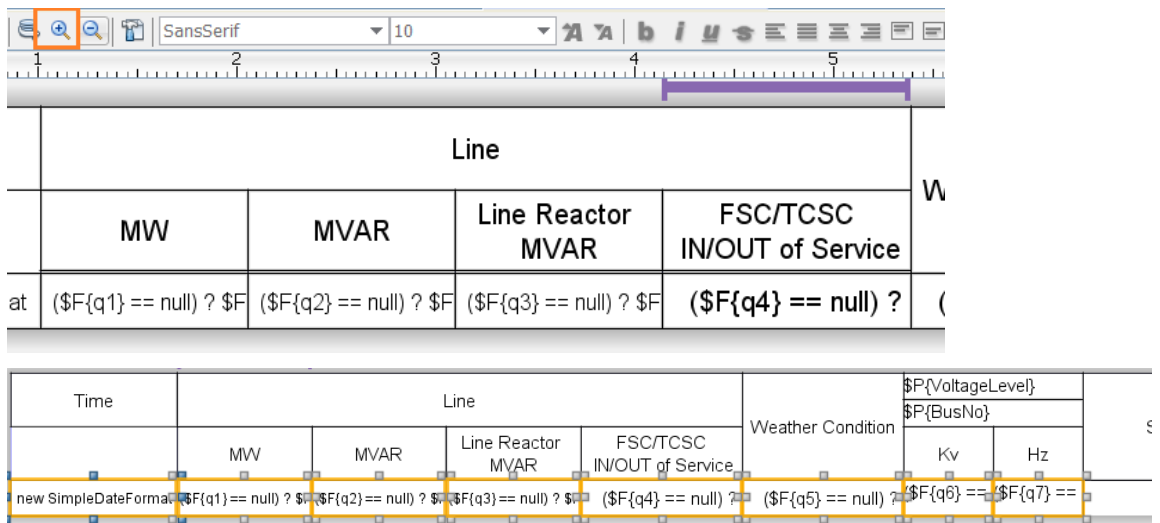 SansSerif 10
1 2 3 4 5
Line
W
MW MVAR Line Reactor FSC/TCSC
MVAR IN/OUT of Service
at ($F{q1} == null) ? $F ($F{q2} == null) ? $F ($F{q3} == null) ? $F ($F{q4} == null) ? (
Time Line Weather Condition $P{VoltageLevel} S
$P{BusNo}
MW MVAR Line Reactor FSC/TCSC Kv Hz
MVAR IN/OUT of Service
new SimpleDateForma $F{q1} == null) ? $ $F{q2} == null) ? $ $F{q3} == null) ? $ ($F{q4} == null) ? ($F{q5} == null) ? $F{q6} == $F{q7} ==